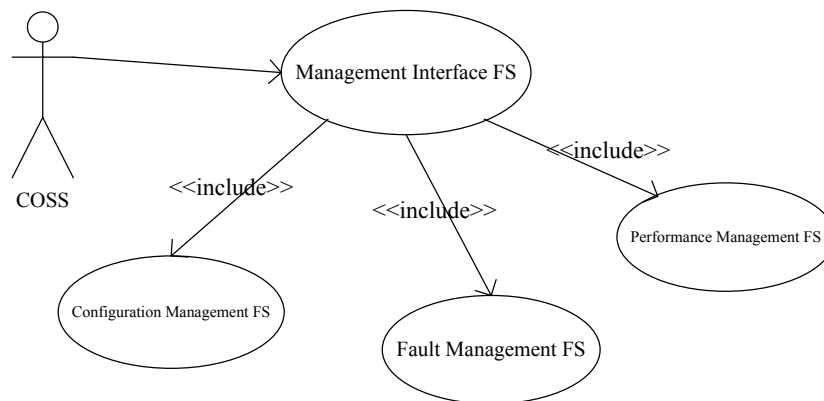 Management Interface FS
<<include>>
COSS
<<include>>
<<include>>
Performance Management FS
Configuration Management FS
Fault Management FS